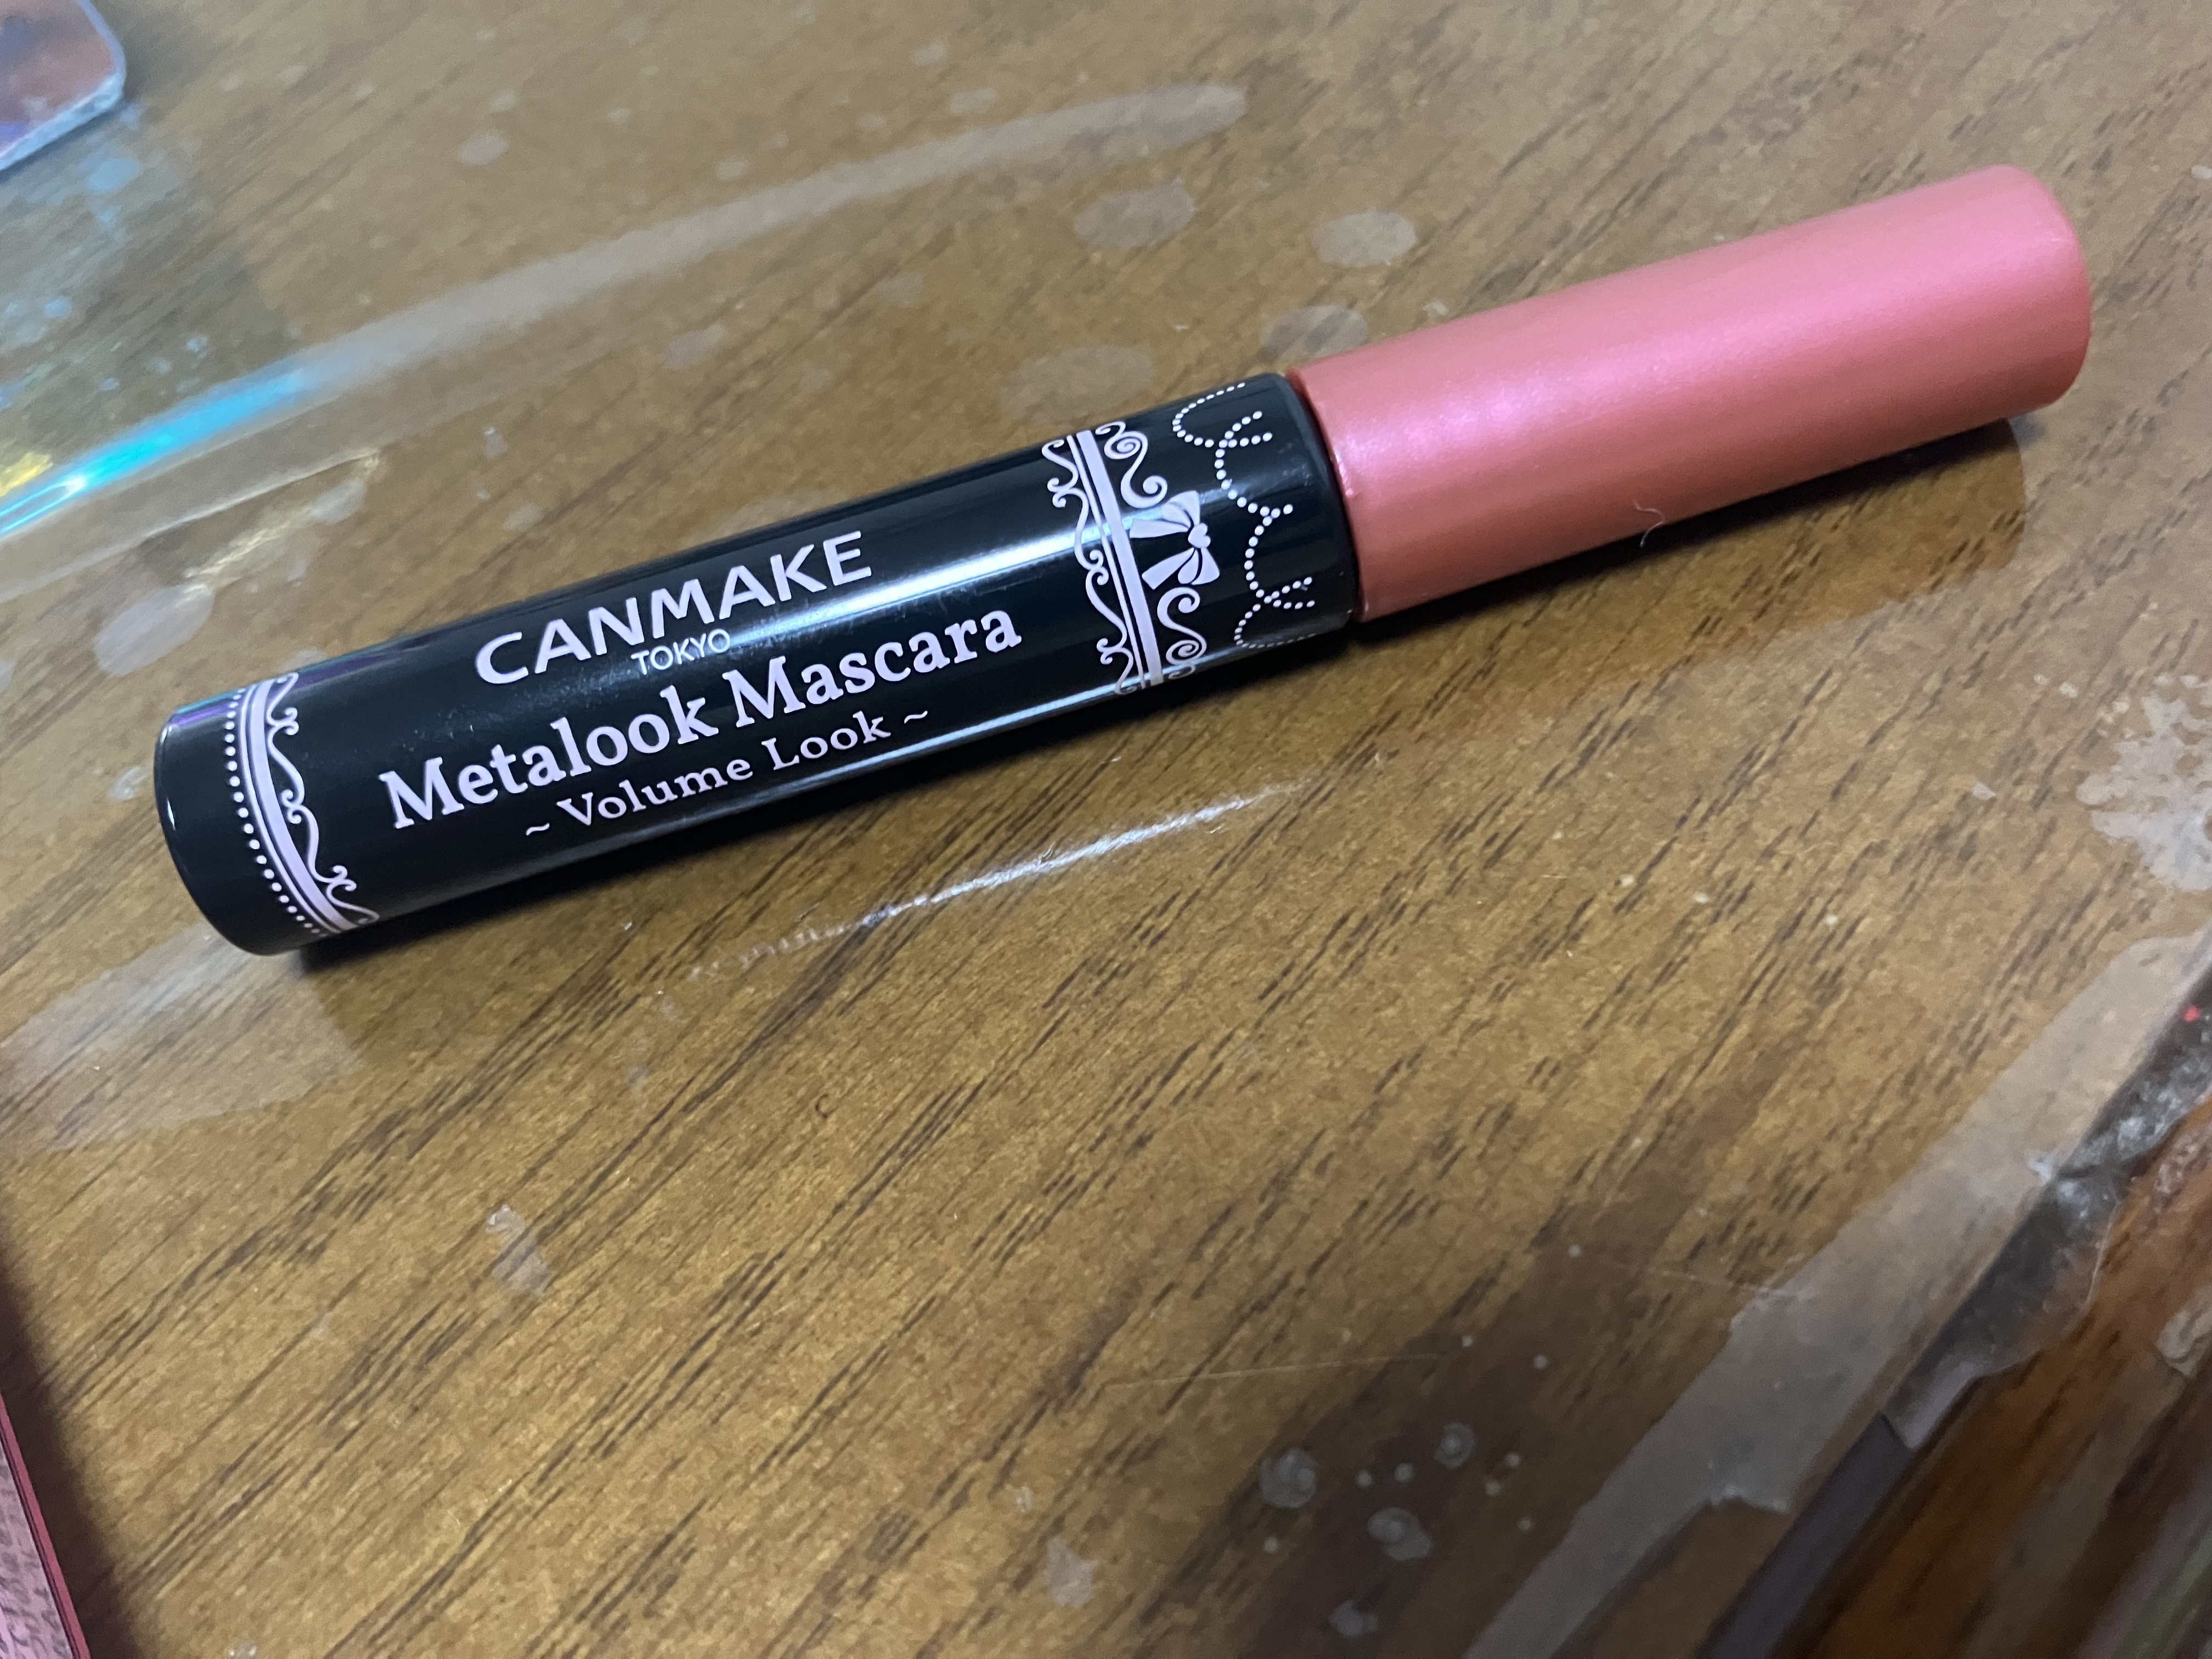 CANMAKE
TOKYO
Metalook Mascara
~ Volume Look ~